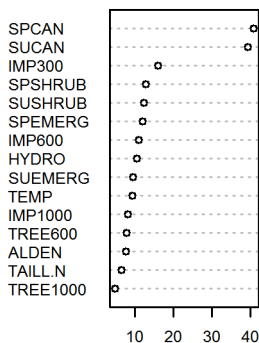 SPCAN
SUCAN
IMP300
SPSHRUB
SUSHRUB
SPEMERG
IMP600
HYDRO
SUEMERG
TEMP
IMP1000
TREE600
ALDEN
TAILL.N
TREE1000
10 20 30 40